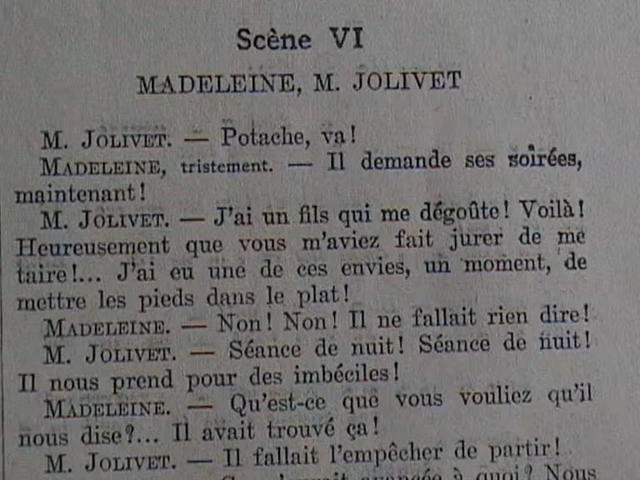 Scène VI
MADELEINE, M. JOLIVET
M. JOLIVET. — Potache, va!
MADELEINE, tristement. — Il demande ses soirées,
maintenant!
M. JOLIVET. — J'ai un fils qui me dégoûte! Voilà!
Heureusement que vous m'aviez fait jurer de me
taire!... J'ai eu une de ces envies, un moment, de
mettre les pieds dans le plat!
MADELEINE. — Non! Non! Il ne fallait rien dire!
M. JOLIVET. — Séance de nuit! Séance de nuit!
Il nous prend pour des imbéciles!
MADELEINE. — Qu'est-ce que vous vouliez qu'il
nous dise?... Il avait trouvé ça!
M. JOLIVET. — Il fallait l'empêcher de partir!
avancée à quoi? Nous